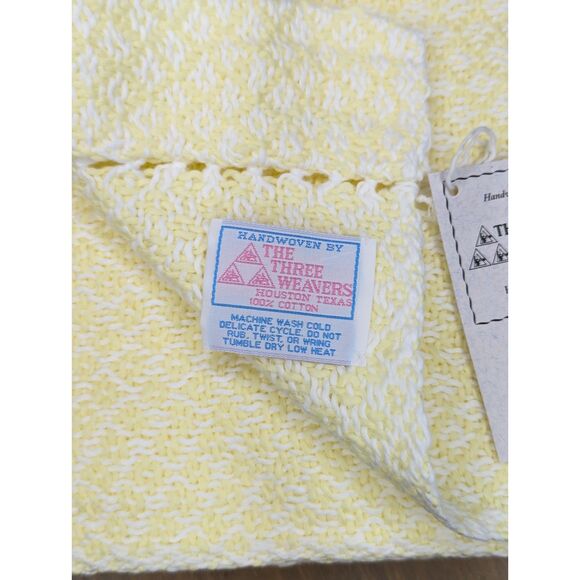 HANDWOVEN BY
THE
THREE
WEAVERS
HOUSTON TEXAS
100% COTTON
MACHINE WASH COLD
DELICATE CYCLE. DO NOT
RUB, TWIST, OR WRING
TUMBLE DRY LOW HEAT